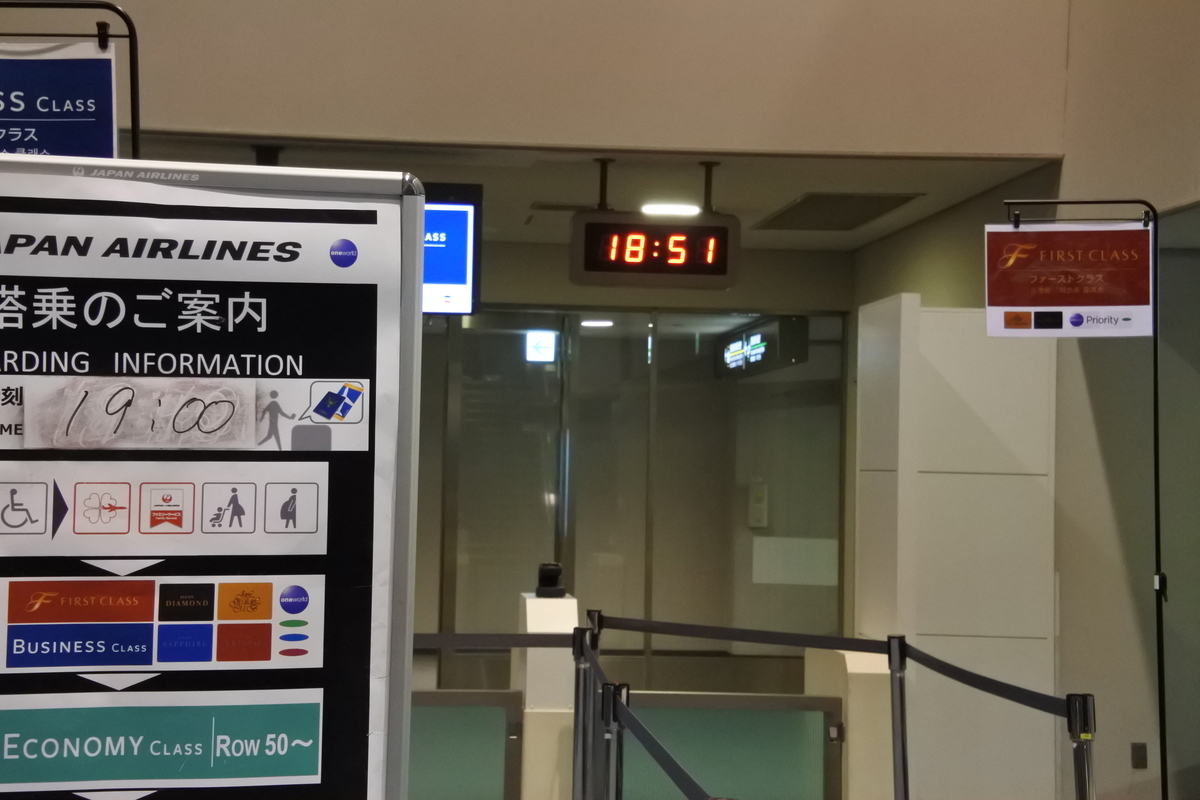 SS CLASS
クラス
JAPAN AIRLINES
APAN AIRLINES
oneworld
搭乗のご案内
ARDING INFORMATION
刻
ME
19:00
FIRST CLASS
DIAMOND
oneworld
BUSINESS CLASS
SAPPHIRE
ECONOMY CLASS
ROW 50~
ASS
18:51
FIRST CLASS
ファーストクラス
Priority